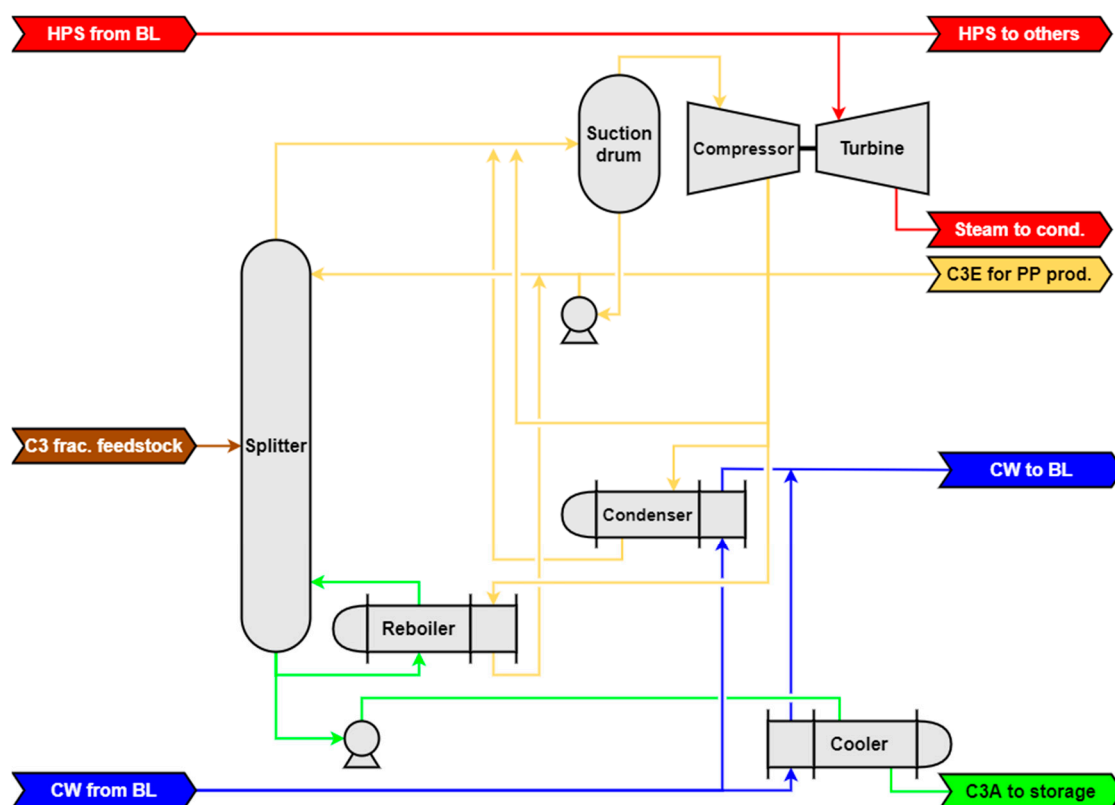 HPS from BL
HPS to others
Suction
drum
Compressor
Turbine
Steam to cond.
C3E for PP prod.
C3 frac. feedstock
Splitter
CW to BL
Condenser
Reboiler
Cooler
CW from BL
C3A to storage